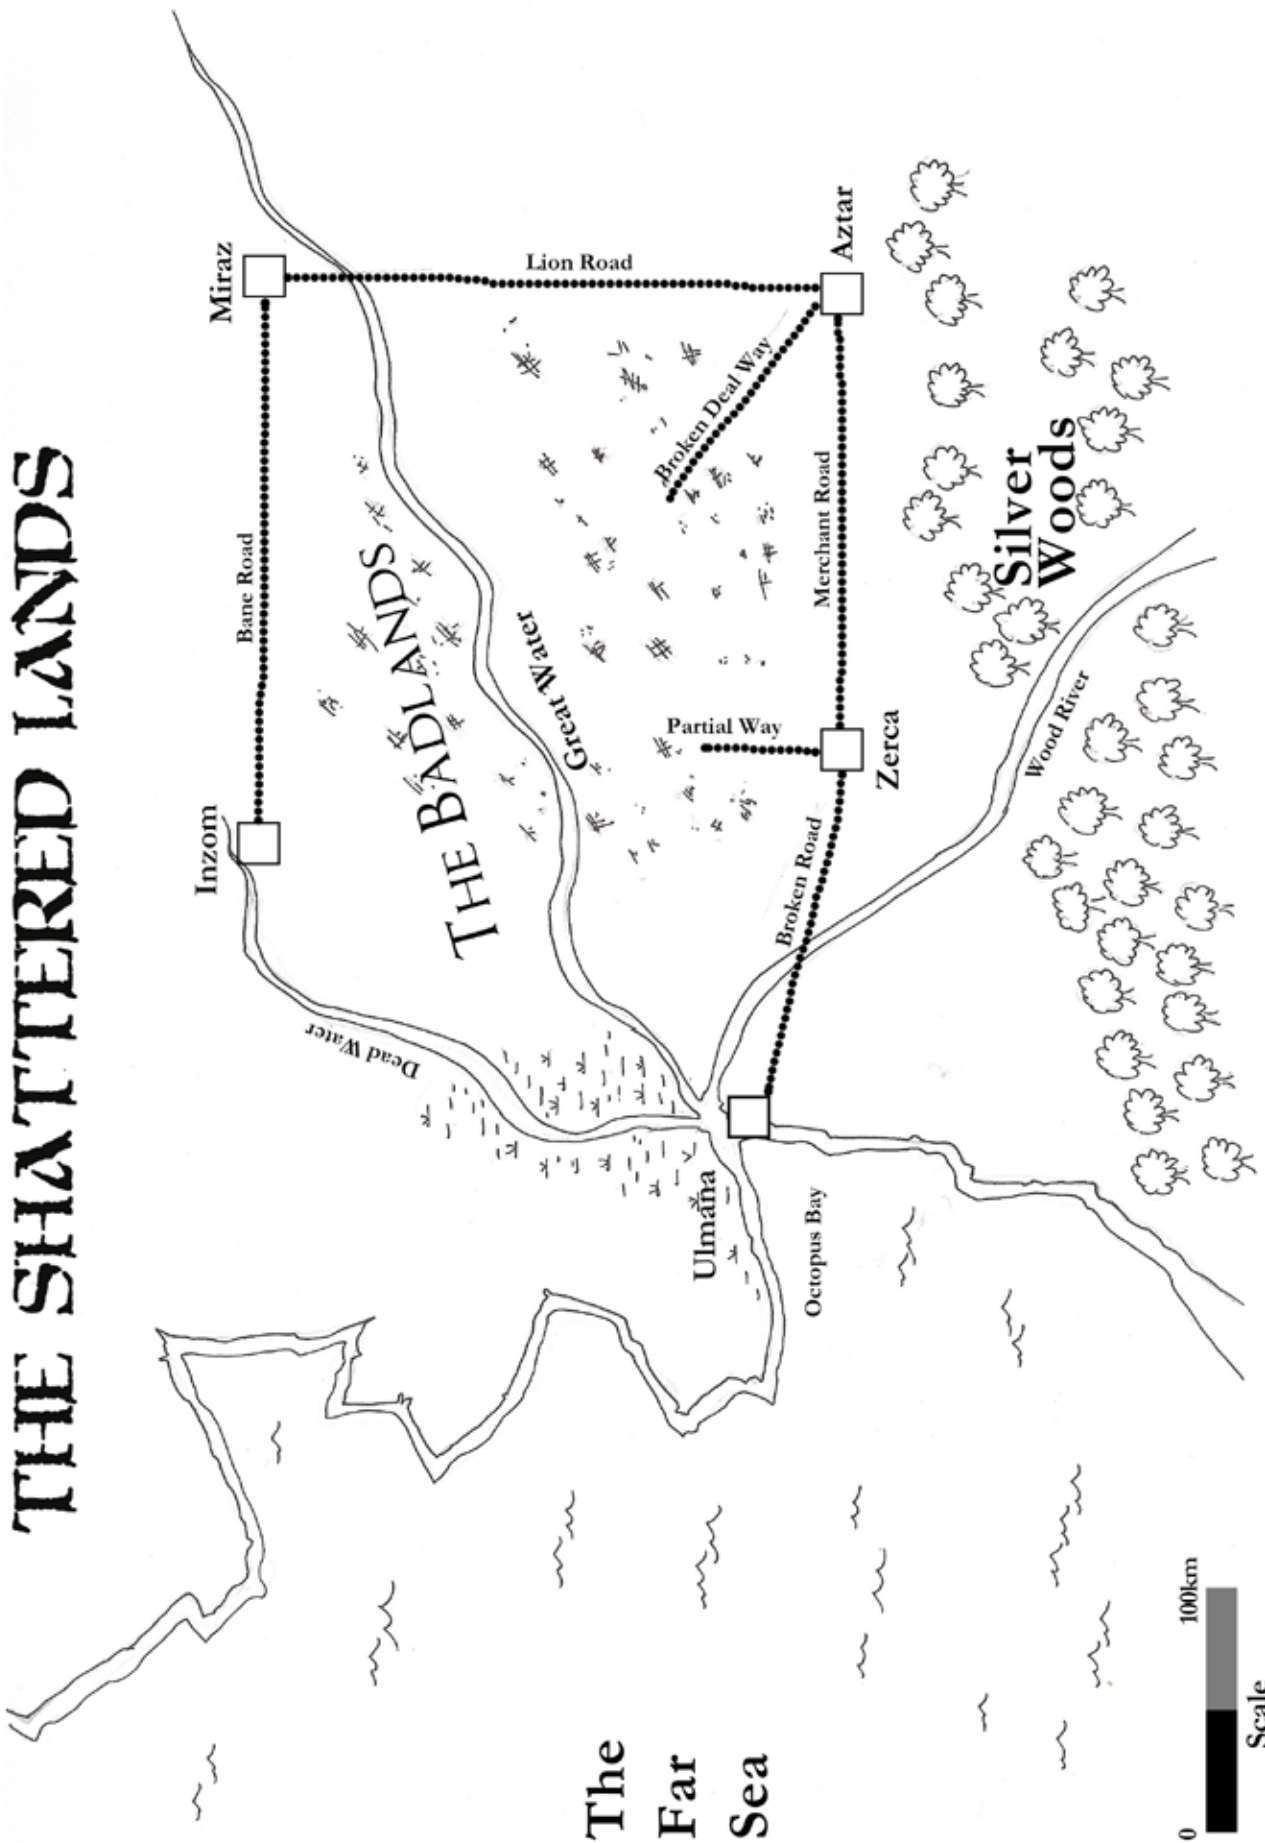 THE SHATTERED LANDS
Inzom
Bane Road
Miraz
Dead Water
THE BADLANDS
Great Water
Lion Road
Partial Way
Broken Deal Way
Ulmana
Octopus Bay
Broken Road
Zerca
Merchant Road
Aztar
The
Far
Sea
Wood River
Silver
Woods
0
100km
Scale